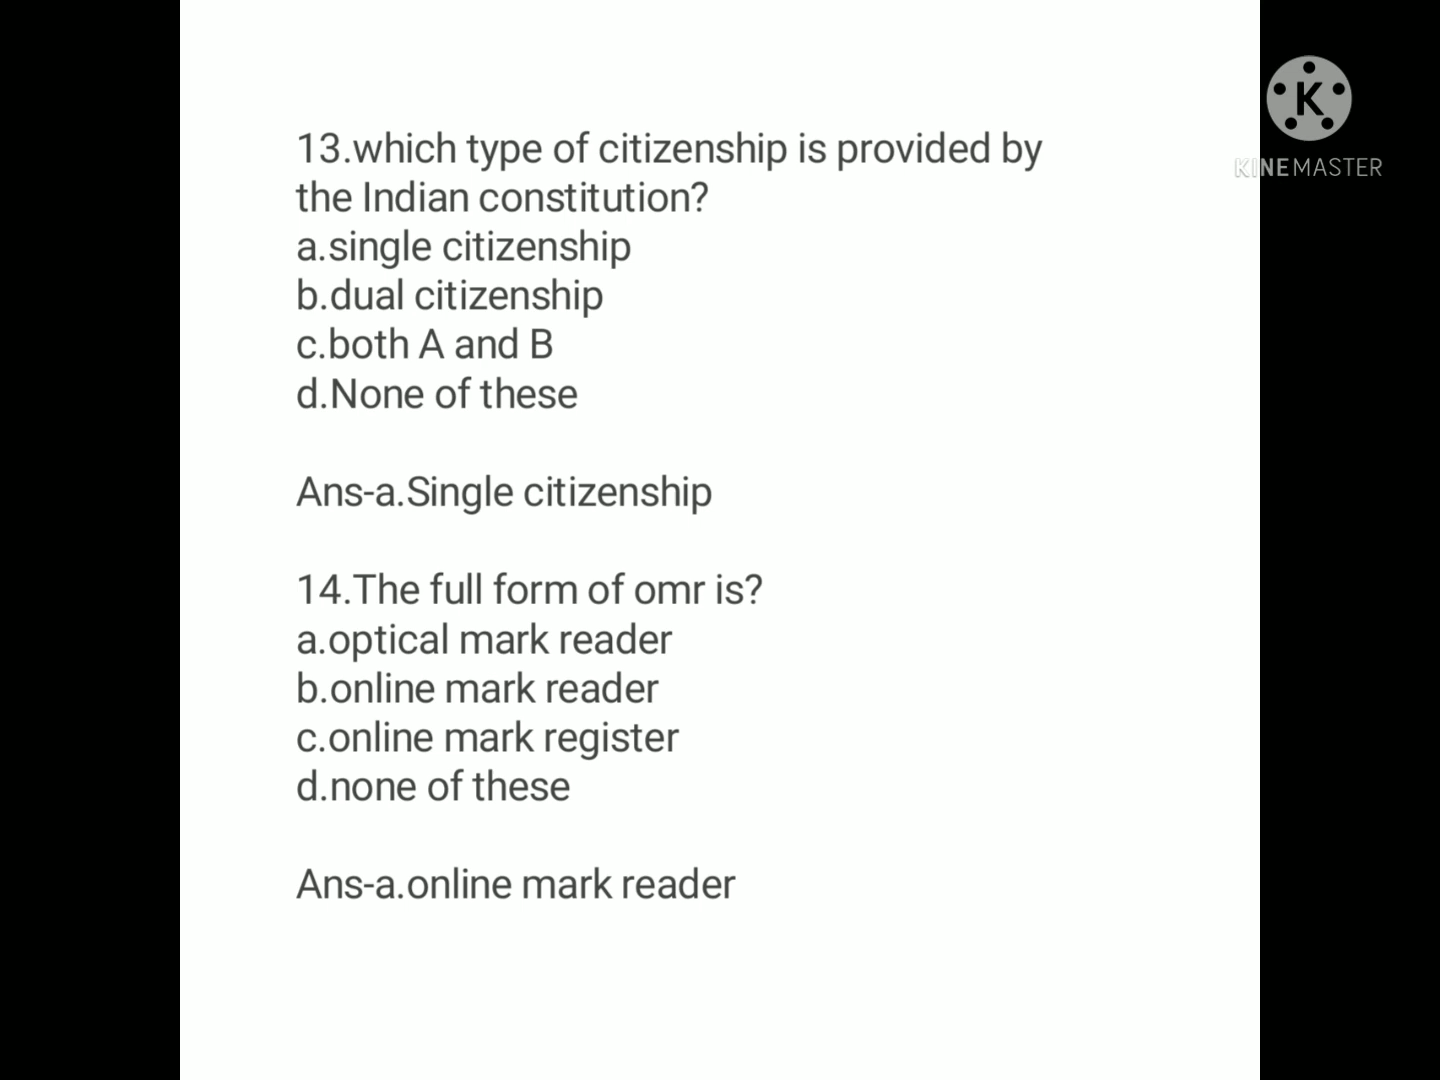 13.which type of citizenship is provided by
the Indian constitution?
a.single citizenship
b.dual citizenship
c.both A and B
d.None of these
Ans-a.Single citizenship
14.The full form of omr is?
a.optical mark reader
b.online mark reader
c.online mark register
d.none of these
Ans-a.online mark reader
K
KINEMASTER